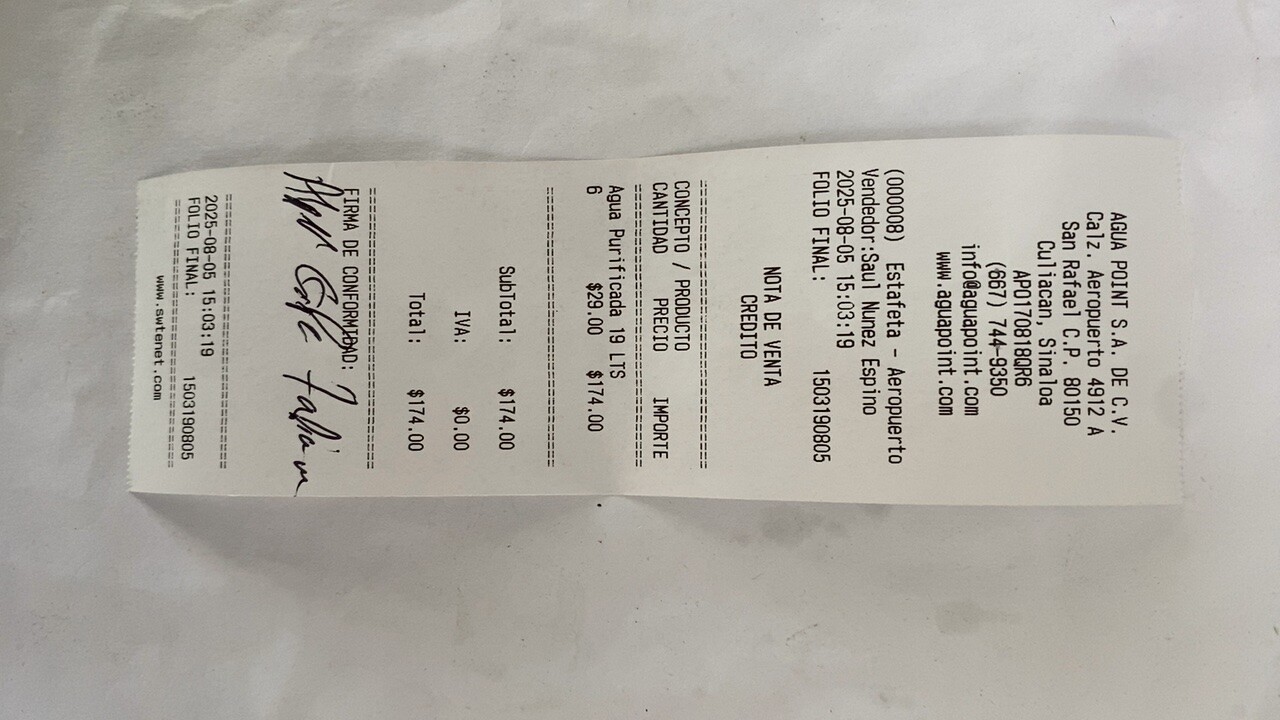 AGUA POINT S.A. DE C.V.
Calz. Aeropuerto 4912 A
San Rafael C.P. 80150
Culiacan, Sinaloa
APO170818QR6
(667) 744-9350
info@aguapoint.com
www.aguapoint.com
(000008) Estafeta - Aeropuerto
Vendedor:Saul Nunez Espino
2025-08-05 15:03:19
FOLIO FINAL: 1503190805
NOTA DE VENTA
CREDITO
CONCEPTO / PRODUCTO
CANTIDAD PRECIO IMPORTE
Agua Purificada 19 LTS
6 $29.00 $174.00
SubTotal: $174.00
IVA: $0.00
Total: $174.00
FIRMA DE CONFORMIDAD:
2025-08-05 15:03:19
FOLIO FINAL: 1503190805
www.swtenet.com